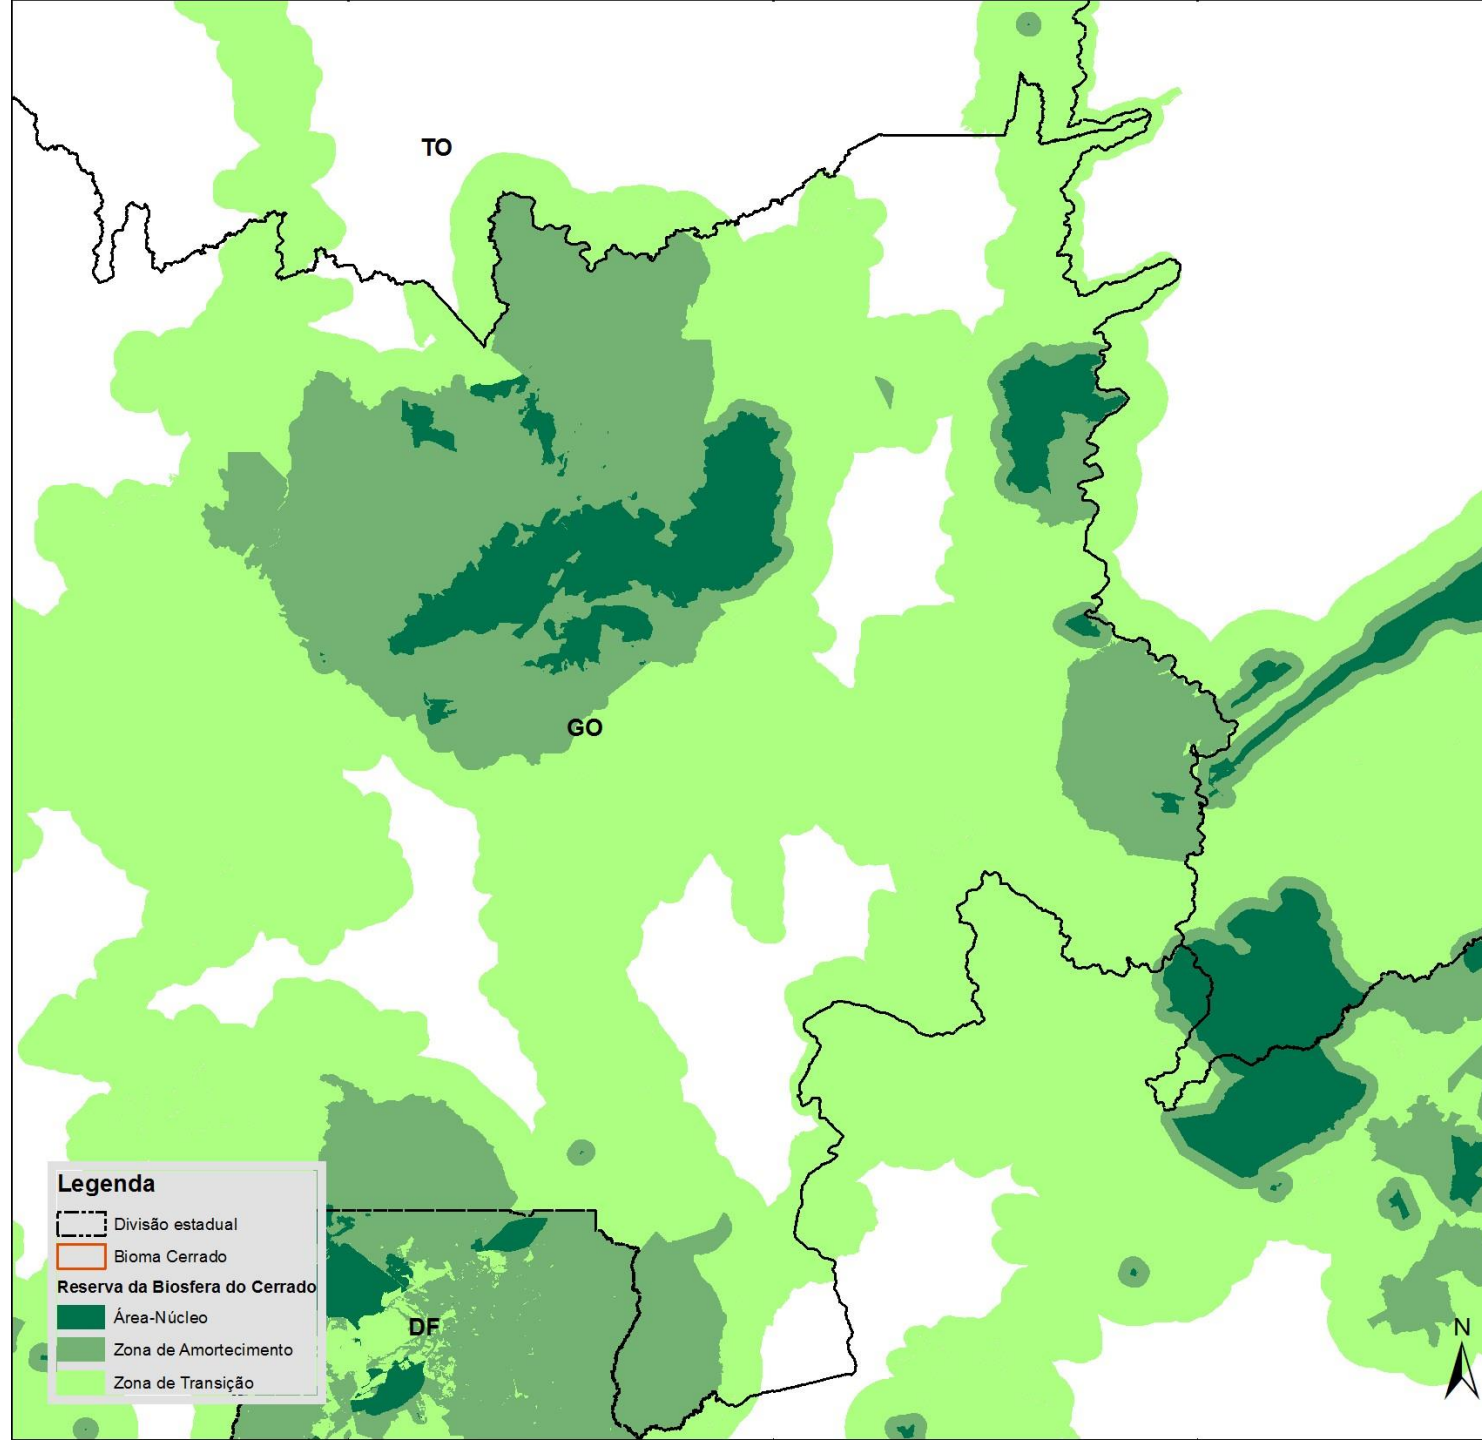 TO
GO
Legenda
Divisão estadual
Bioma Cerrado
Reserva da Biosfera do Cerrado
Área-Núcleo
Zona de Amortecimento
Zona de Transição
DF
N